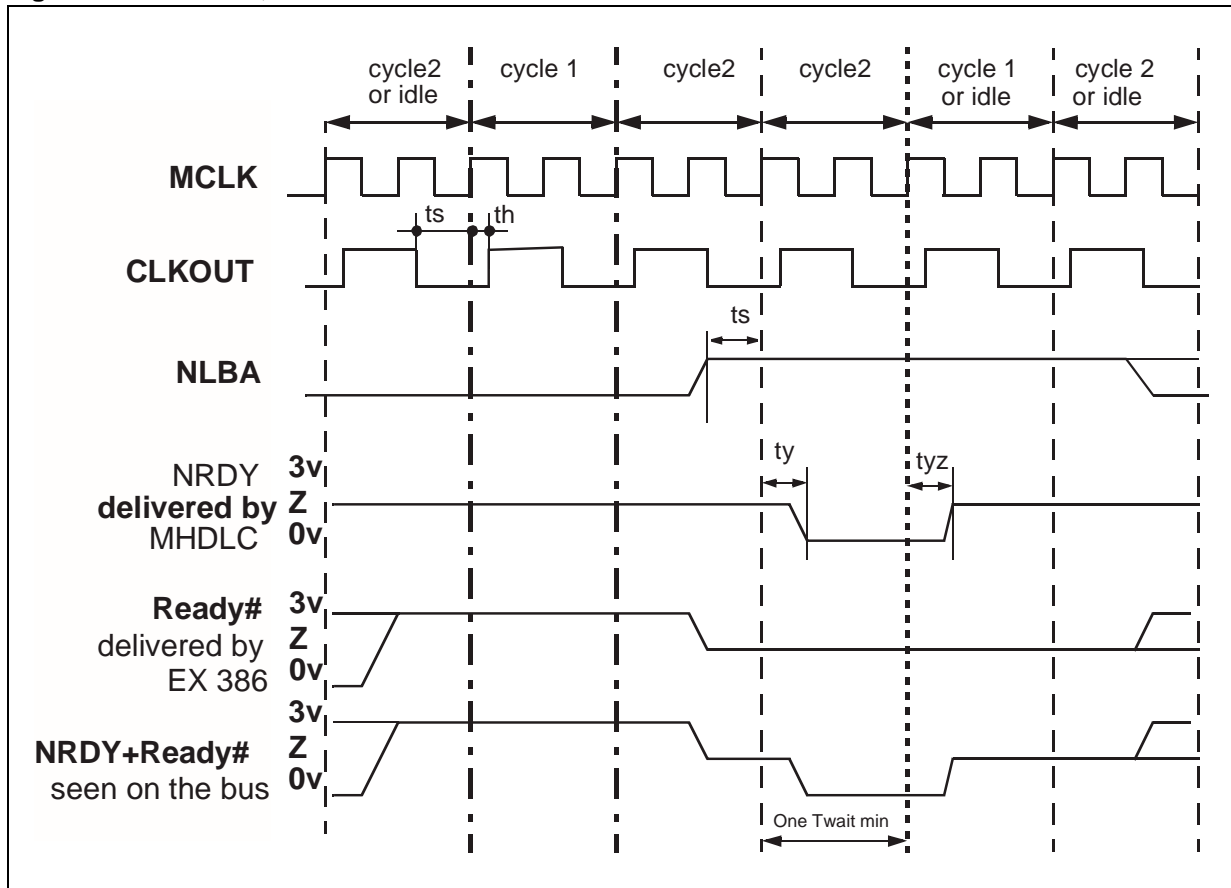 cycle2
or idle
cycle 1
cycle2
cycle2
cycle 1
or idle
cycle 2
or idle
MCLK
ts
th
CLKOUT
ts
NLBA
ty
tyz
NRDY
delivered by
MHDLC
3v
Z
0v
Ready#
delivered by
EX 386
3v
Z
0v
NRDY+Ready#
seen on the bus
3v
Z
0v
One Twait min